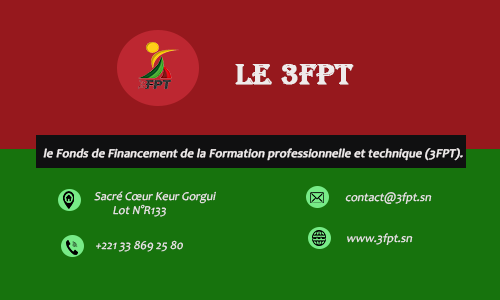 3FPT
LE 3FPT
le Fonds de Financement de la Formation professionnelle et technique (3FPT).
Sacré Cœur Keur Gorgui
Lot N°R133
contact@3fpt.sn
+221 33 869 25 80
www.3fpt.sn